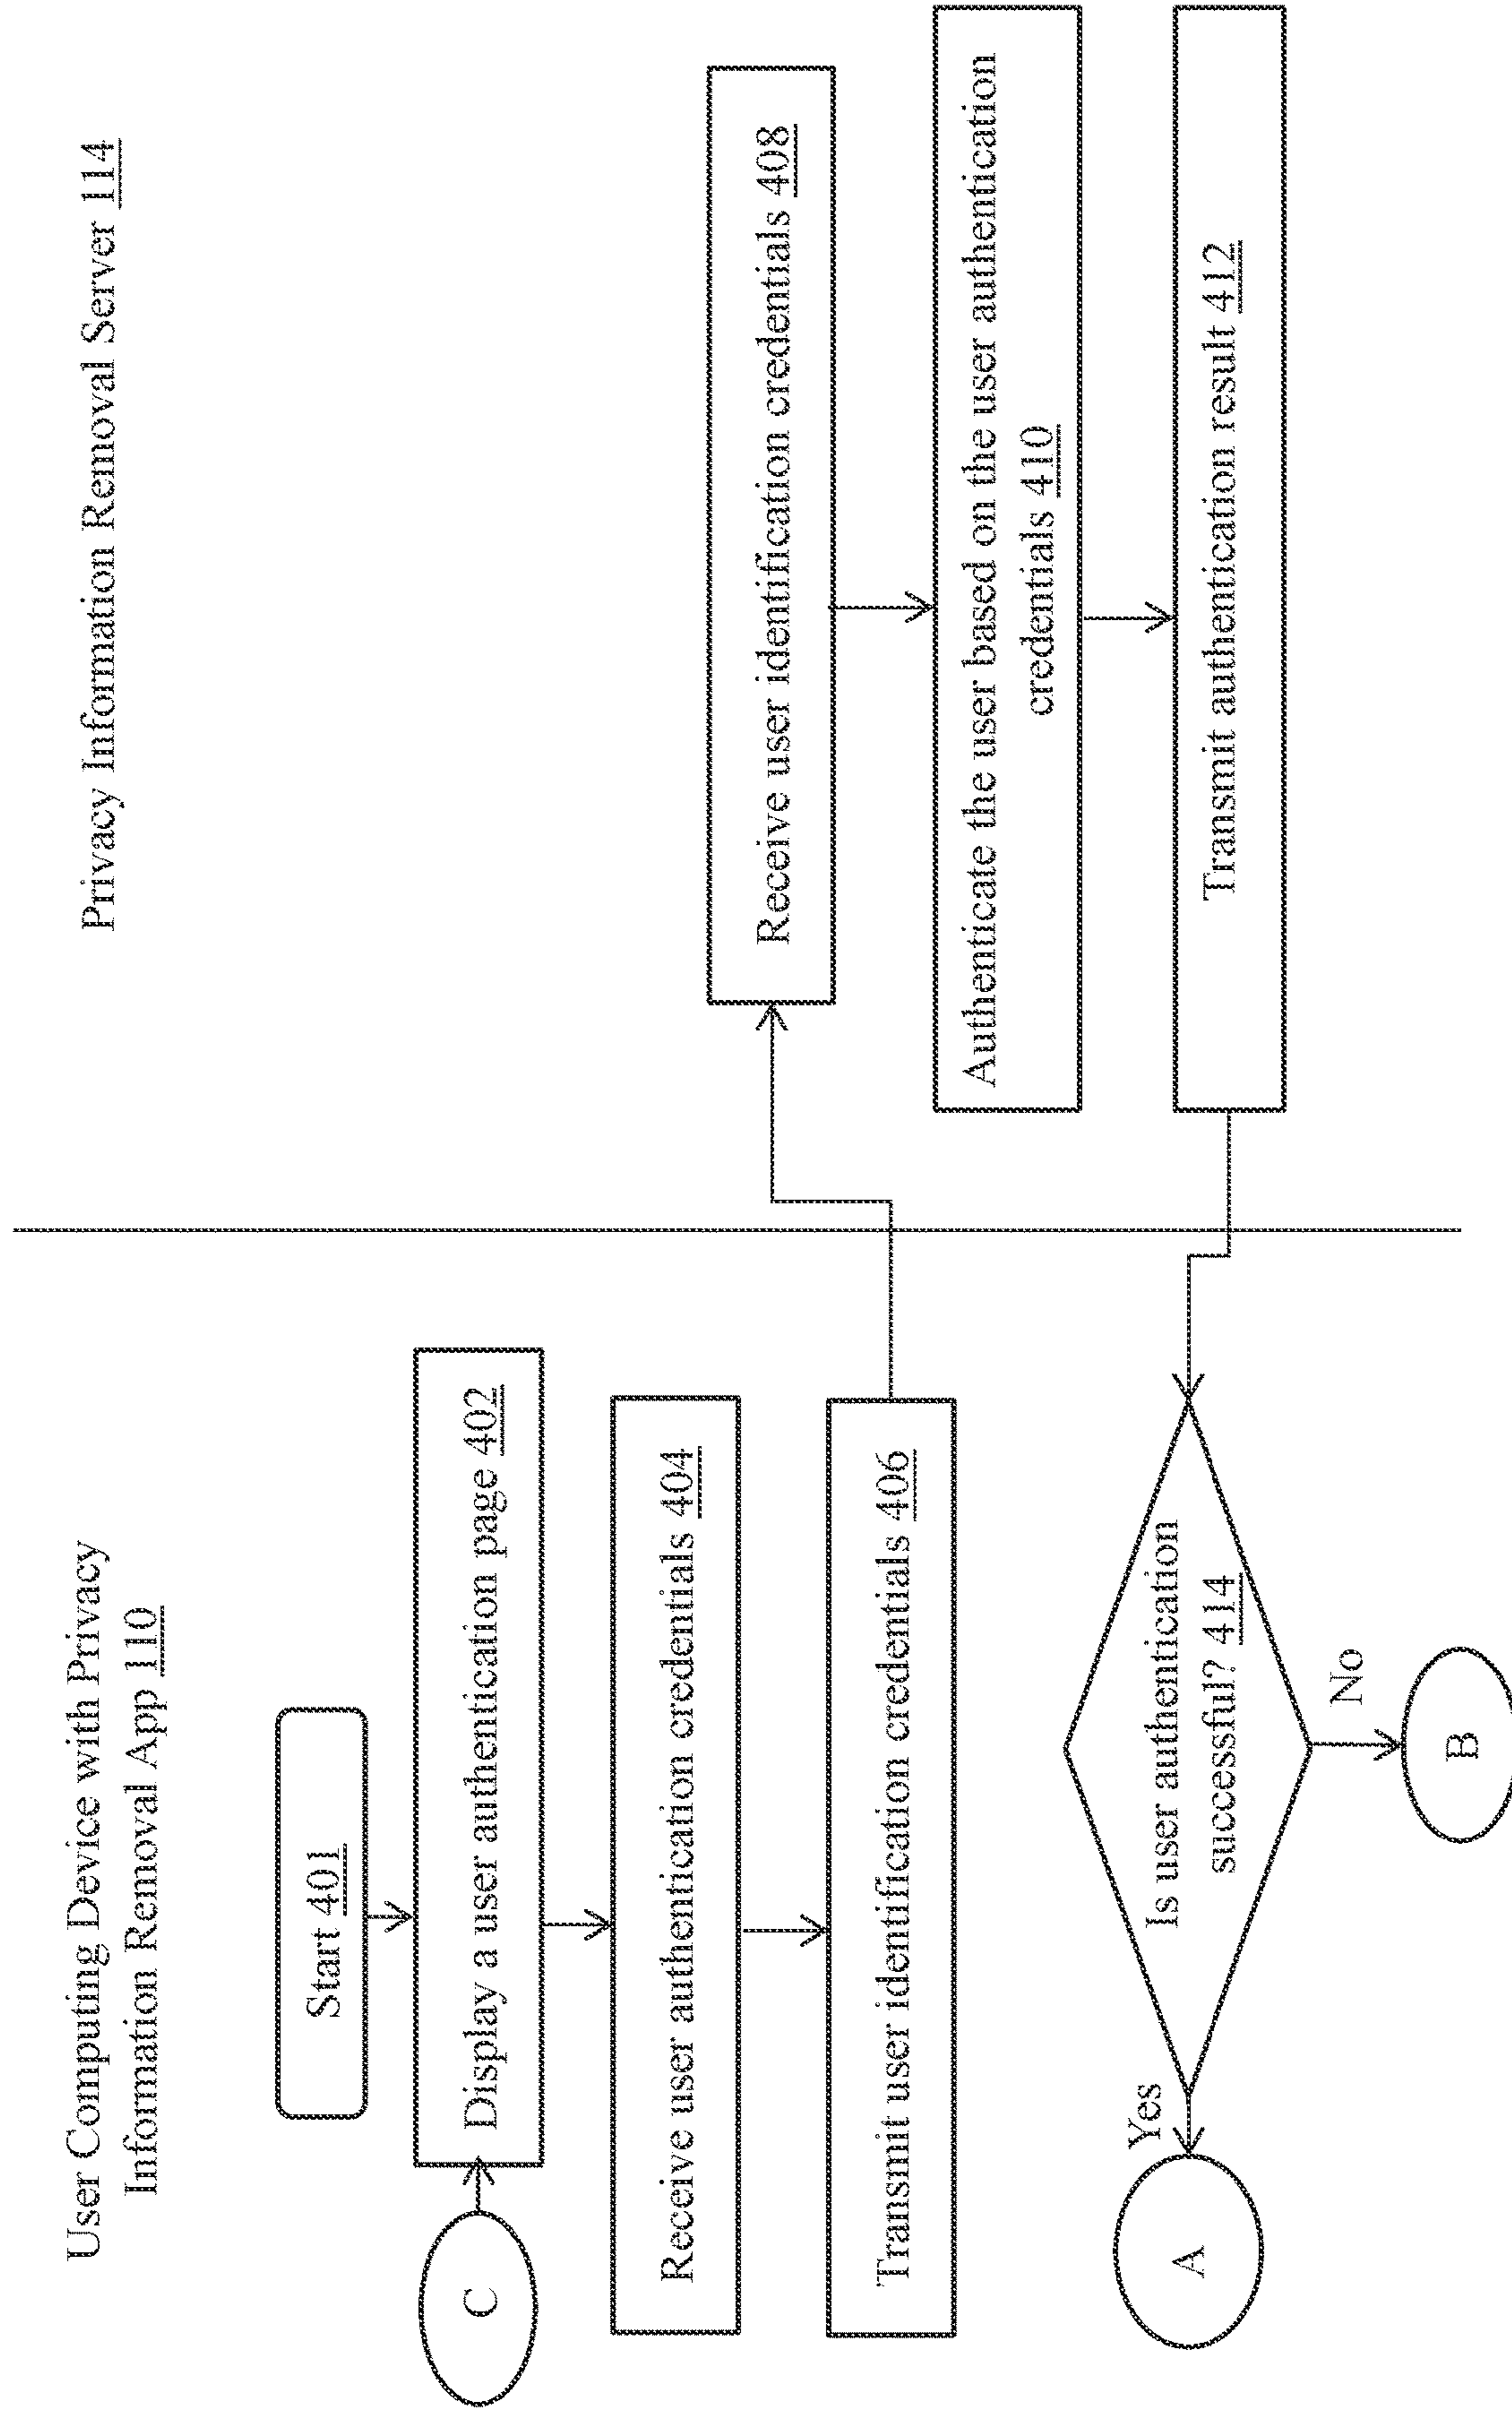 User Computing Device with Privacy
Information Removal App 110
Privacy Information Removal Server 114
Start 401
C
Display a user authentication page 402
Receive user authentication credentials 404
Transmit user identification credentials 406
Receive user identification credentials 408
Authenticate the user based on the user authentication
credentials 410
Transmit authentication result 412
Is user authentication
successful? 414
Yes
A
No
B